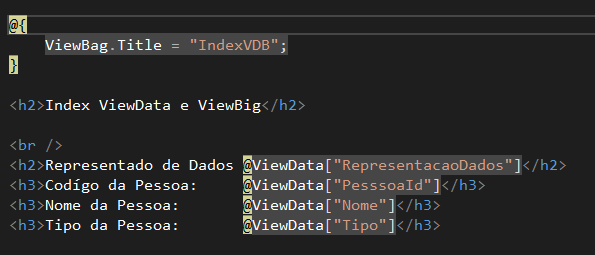 @{
ViewBag.Title = "IndexVDB";
}
<h2>Index ViewData e ViewBig</h2>
<br />
<h2>Representado de Dados @ViewData["RepresentacaoDados"]</h2>
<h3>Codígo da Pessoa: @ViewData["PesssoaId"]</h3>
<h3>Nome da Pessoa: @ViewData["Nome"]</h3>
<h3>Tipo da Pessoa: @ViewData["Tipo"]</h3>